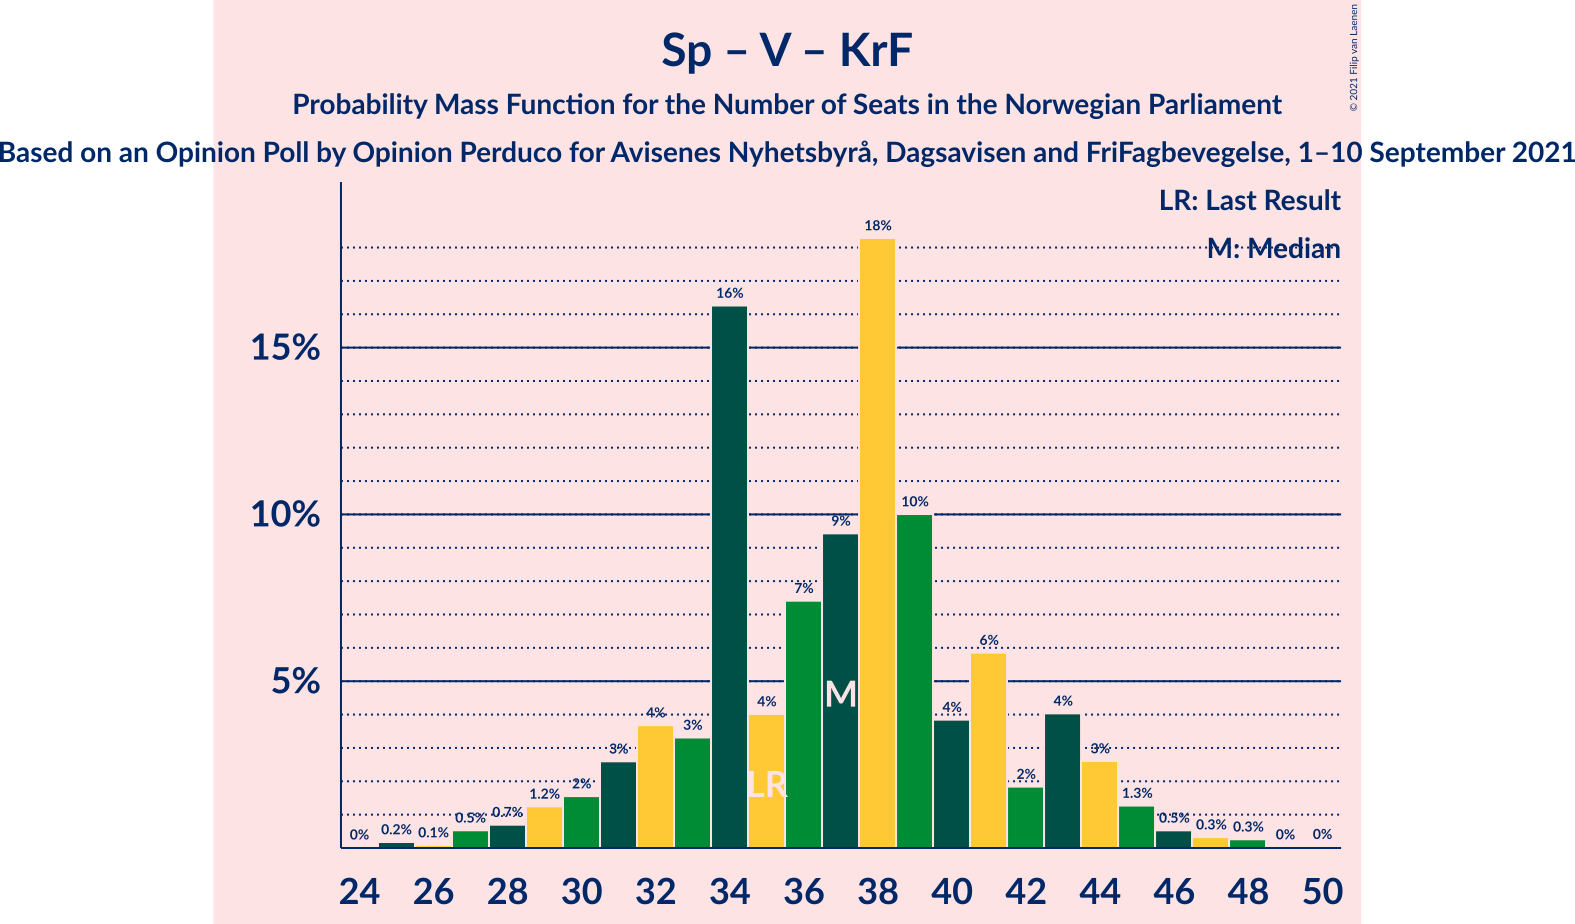 Sp – V – KrF
Probability Mass Function for the Number of Seats in the Norwegian Parliament
Based on an Opinion Poll by Opinion Perduco for Avisenes Nyhetsbyrå, Dagsavisen and FriFagbevegelse, 1–10 September 2021
© 2021 Filip van Laenen
LR: Last Result
M: Median
15%
10%
5%
0% 0.2% 0.1% 0.5% 0.7% 1.2% 2% 3% 4% 3% 16% 4% 7% 9% 18% 10% 4% 6% 2% 4% 3% 1.3% 0.5% 0.3% 0.3% 0% 0%
M
LR
24 26 28 30 32 34 36 38 40 42 44 46 48 50